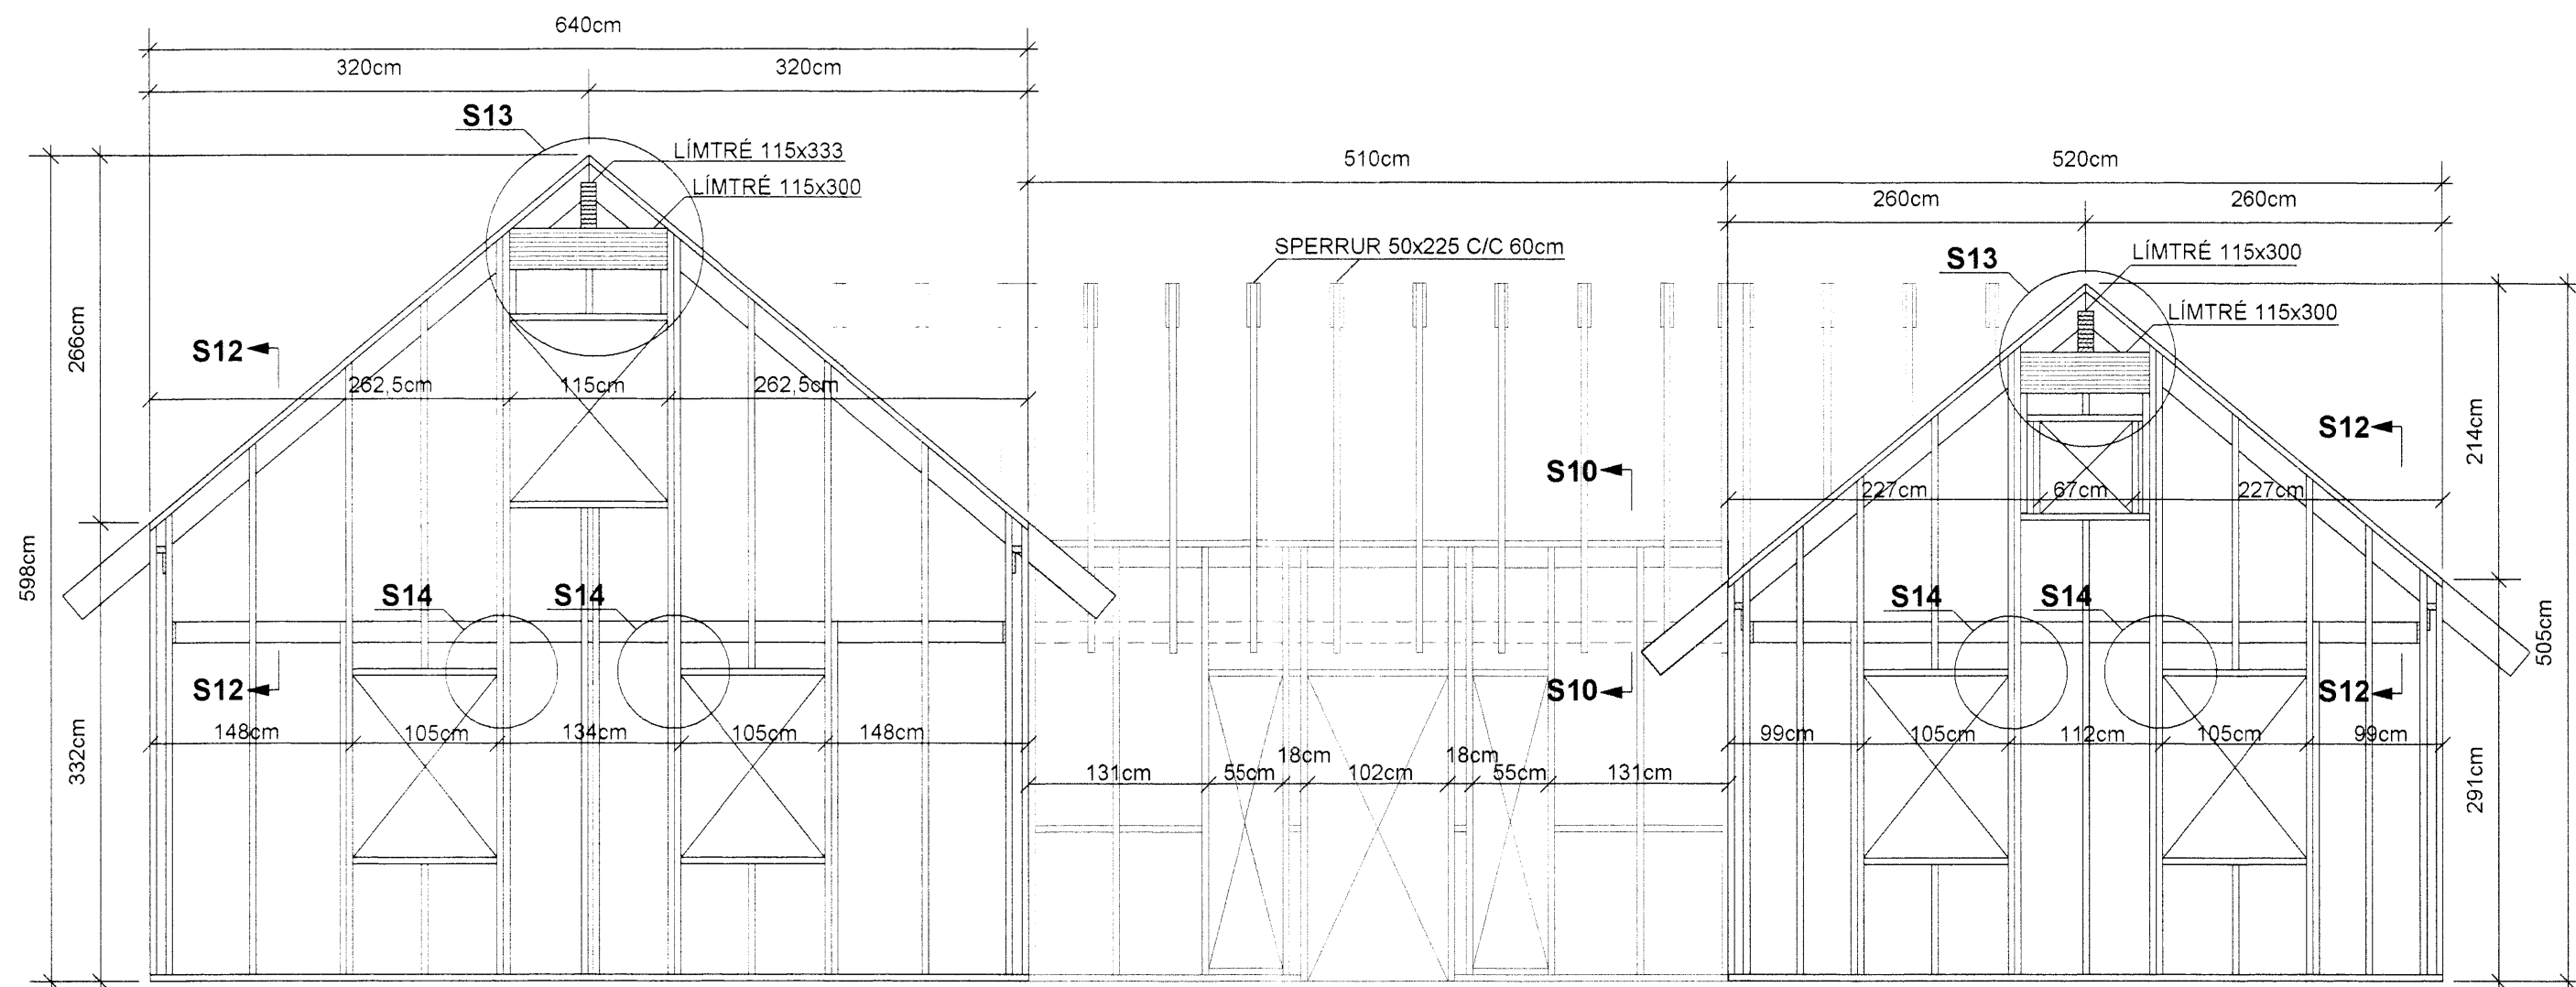 640cm
320cm
320cm
S13
LÍMTRÉ 115x333
LÍMTRÉ 115x300
510cm
520cm
260cm
260cm
SPERRUR 50x225 C/C 60cm
S13
LÍMTRÉ 115x300
LÍMTRÉ 115x300
266cm
S12
262,5cm
115cm
262,5cm
S10
S12
214cm
227cm
67cm
227cm
598cm
S14
S14
S14
S14
505cm
S12
S10
S12
332cm
148cm
105cm
134cm
105cm
148cm
131cm
55cm
18cm
102cm
18cm
55cm
131cm
99cm
105cm
112cm
105cm
99cm
291cm